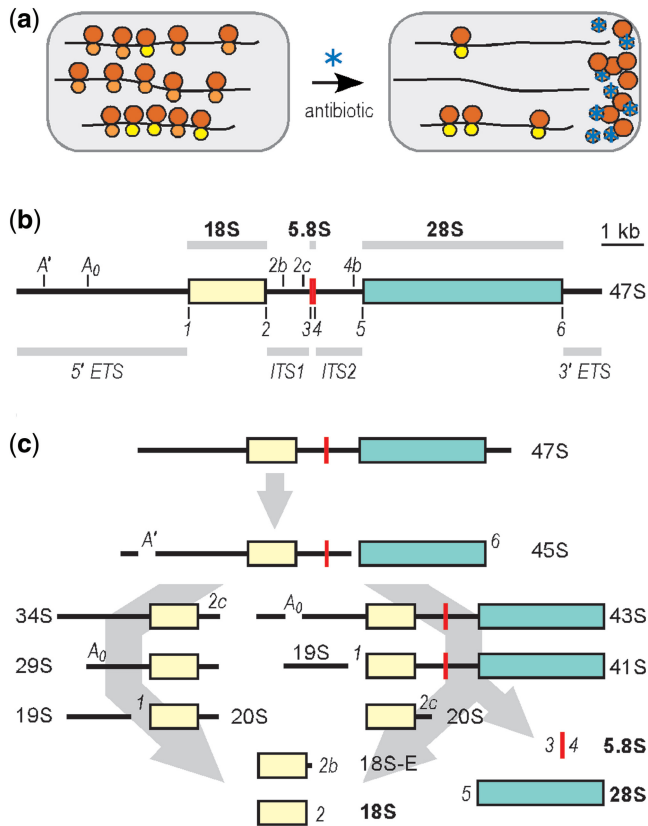 (a)
antibiotic
(b)
18S 5.8S 28S 1 kb
A' A0 2b 2c 4b
47S
1 2 3 4 5 6
5' ETS ITS1 ITS2 3' ETS
(c)
47S
A' 6 45S
34S 2c A0 43S
29S A0 19S 1 41S
19S 1 20S 2c 20S
3 4 5.8S
2b 18S-E
5 28S
2 18S